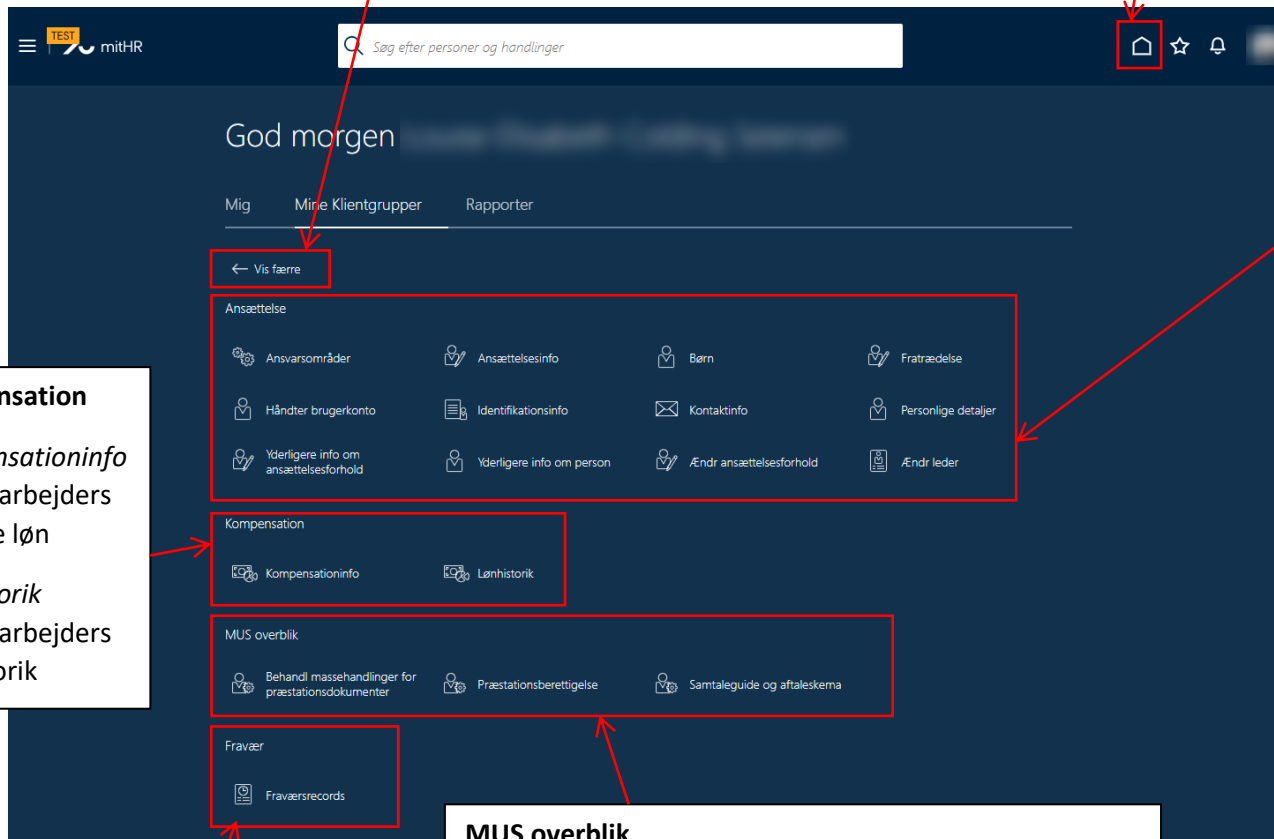 TEST
mitHR
Søg efter personer og handlinger
God morgen
Mig Mine Klientgrupper Rapporter
← Vis færre
Ansættelse
Ansvarsområder Ansættelsesinfo Børn Fratrædelse
Håndter brugerkonto Identifikationsinfo Kontaktinfo Personlige detaljer
Yderligere info om
ansættelsesforhold
Yderligere info om person Ændr ansættelsesforhold Ændr leder
nsation
nsationinfo
arbejders
e løn
orik
arbejders
orik
Kompensation
Kompensationinfo Lønhistorik
MUS overblik
Behandl massehandlinger for
præstationsdokumenter
Præstationsberettigelse Samtaleguide og aftaleskema
Fravær
Fraværsrecords
MUS overblik